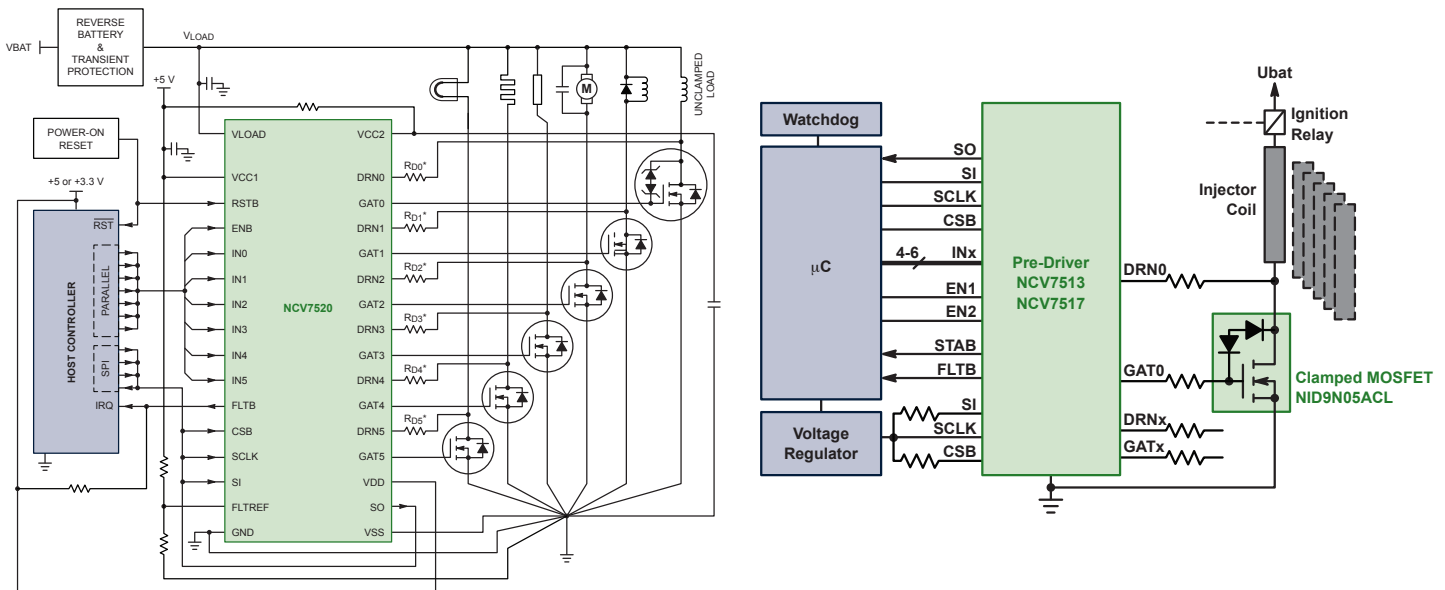 REVERSE
BATTERY
&
TRANSIENT
PROTECTION
VBAT
VLOAD
+5 V
POWER-ON
RESET
+5 or +3.3 V
RST
PARALLEL
SPI
HOST CONTROLLER
IRQ
VLOAD
VCC1
RSTB
ENB
IN0
IN1
IN2
IN3
IN4
IN5
FLTB
CSB
SCLK
SI
FLTREF
GND
NCV7520
VCC2
DRN0
GAT0
DRN1
GAT1
DRN2
GAT2
DRN3
GAT3
DRN4
GAT4
DRN5
GAT5
VDD
SO
VSS
RD0*
RD1*
RD2*
RD3*
RD4*
RD5*
M
UNCLAMPED
LOAD
Watchdog
µC
Voltage
Regulator
SO
SI
SCLK
CSB
4-6 INx
EN1
EN2
STAB
FLTB
SI
SCLK
CSB
Pre-Driver
NCV7513
NCV7517
DRN0
GAT0
DRNx
GATx
Ubat
Ignition
Relay
Injector
Coil
Clamped MOSFET
NID9N05ACL